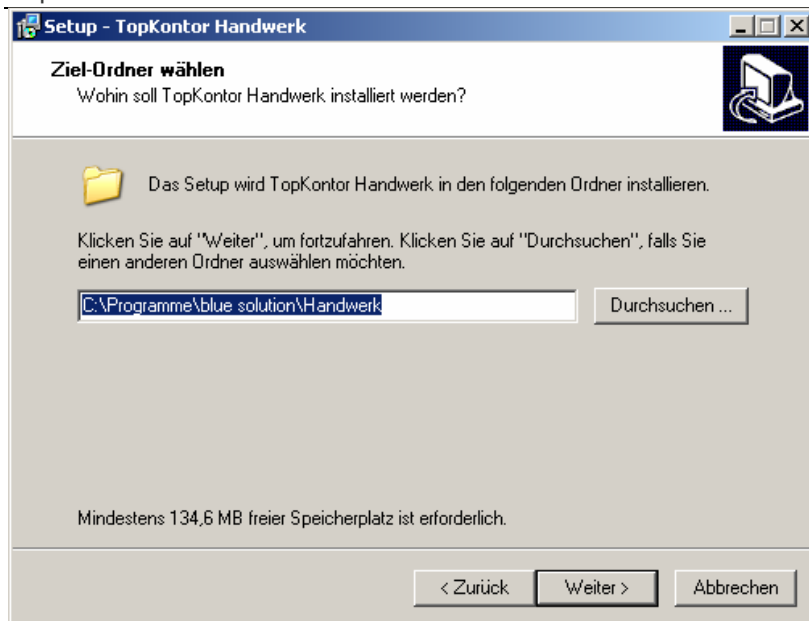 Setup - TopKontor Handwerk
Ziel-Ordner wählen
Wohin soll TopKontor Handwerk installiert werden?
Das Setup wird TopKontor Handwerk in den folgenden Ordner installieren.
Klicken Sie auf "Weiter", um fortzufahren. Klicken Sie auf "Durchsuchen", falls Sie
einen anderen Ordner auswählen möchten.
C:\Programme\blue solution\Handwerk
Durchsuchen ...
Mindestens 134,6 MB freier Speicherplatz ist erforderlich.
< Zurück
Weiter >
Abbrechen